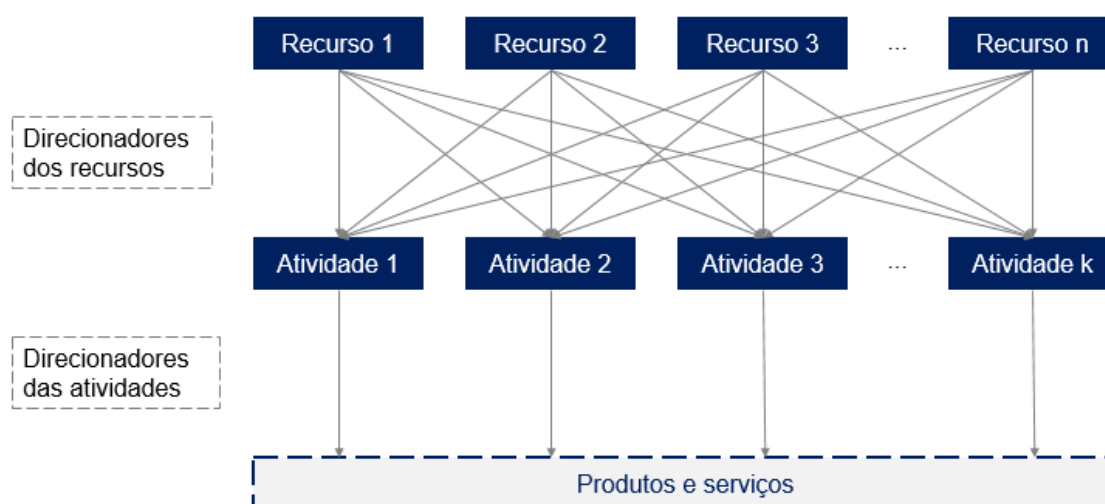 Recurso 1
Recurso 2
Recurso 3
...
Recurso n
Direcionadores
dos recursos
Atividade 1
Atividade 2
Atividade 3
...
Atividade k
Direcionadores
das atividades
Produtos e serviços